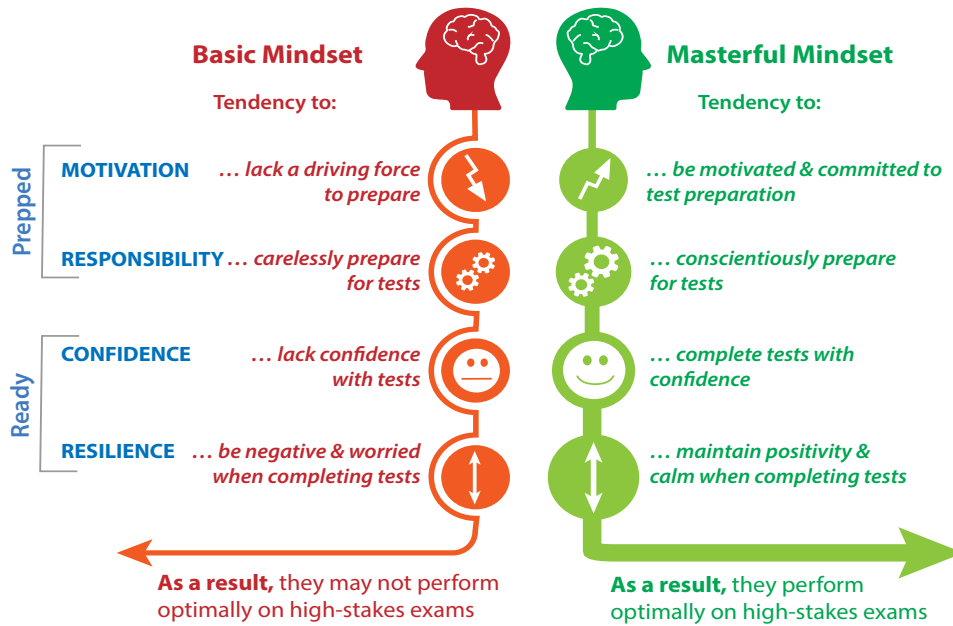 Basic Mindset
Masterful Mindset
Tendency to:
Tendency to:
Prepped
MOTIVATION
… lack a driving force
to prepare
… be motivated & committed to
test preparation
RESPONSIBILITY
… carelessly prepare
for tests
… conscientiously prepare
for tests
Ready
CONFIDENCE
… lack confidence
with tests
… complete tests with
confidence
RESILIENCE
… be negative & worried
when completing tests
… maintain positivity &
calm when completing tests
As a result, they may not perform
optimally on high-stakes exams
As a result, they perform
optimally on high-stakes exams